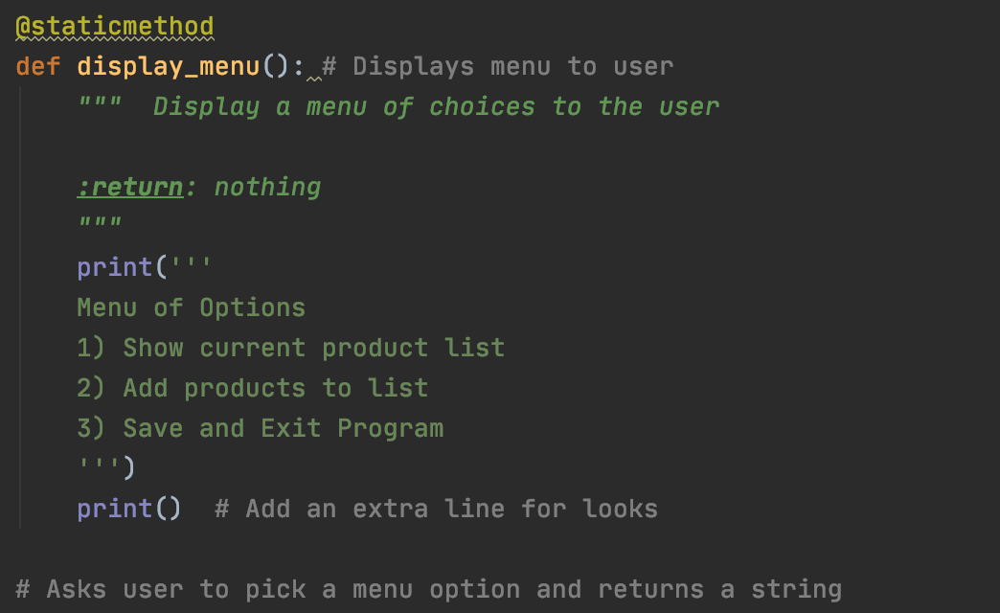 @staticmethod
def display_menu(): # Displays menu to user
    """  Display a menu of choices to the user

    :return: nothing
    """
    print('''
    Menu of Options
    1) Show current product list
    2) Add products to list
    3) Save and Exit Program
    ''')
    print()  # Add an extra line for looks

# Asks user to pick a menu option and returns a string